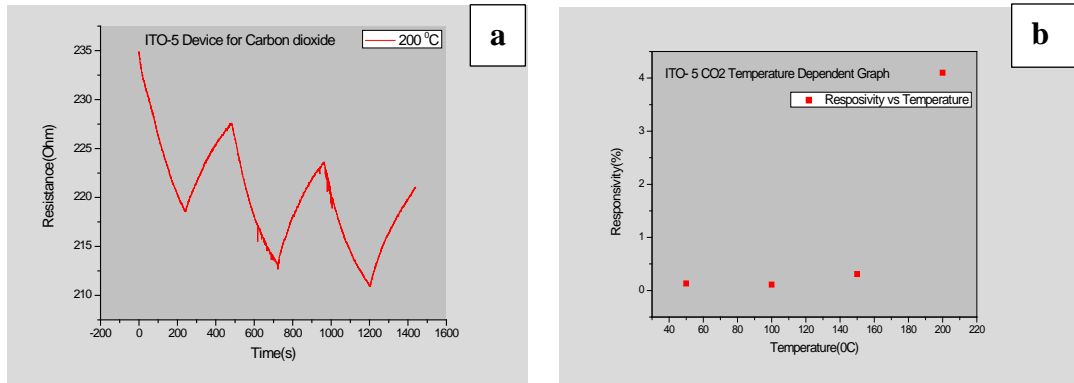 a
ITO-5 Device for Carbon dioxide
200 ⁰C
235
230
225
220
215
210
-200 0 200 400 600 800 1000 1200 1400 1600
Resistance(Ohm)
Time(s)
b
ITO- 5 CO2 Temperature Dependent Graph
Resposivity vs Temperature
4
3
2
1
0
40 60 80 100 120 140 160 180 200 220
Responsivity(%)
Temperature(0C)